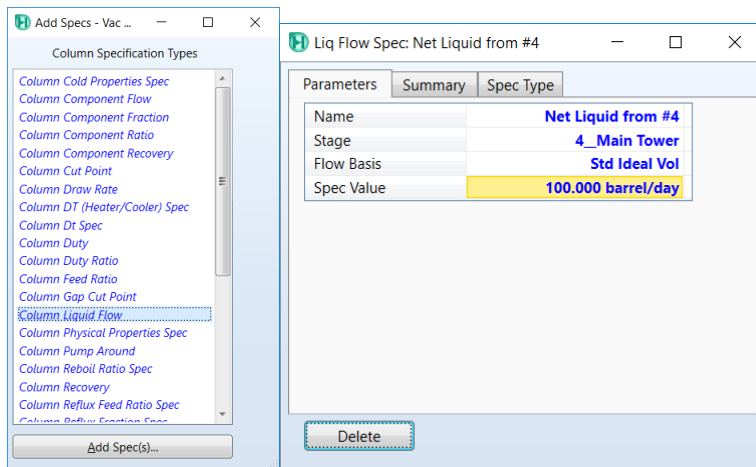 Add Specs - Vac ...
Column Specification Types
Column Cold Properties Spec
Column Component Flow
Column Component Fraction
Column Component Ratio
Column Component Recovery
Column Cut Point
Column Draw Rate
Column DT (Heater/Cooler) Spec
Column Dt Spec
Column Duty
Column Duty Ratio
Column Feed Ratio
Column Gap Cut Point
Column Liquid Flow
Column Physical Properties Spec
Column Pump Around
Column Reboil Ratio Spec
Column Recovery
Column Reflux Feed Ratio Spec
Column Reflux Fraction Spec
Add Spec(s)...
Liq Flow Spec: Net Liquid from #4
Parameters Summary Spec Type
Name Net Liquid from #4
Stage 4__Main Tower
Flow Basis Std Ideal Vol
Spec Value 100.000 barrel/day
Delete